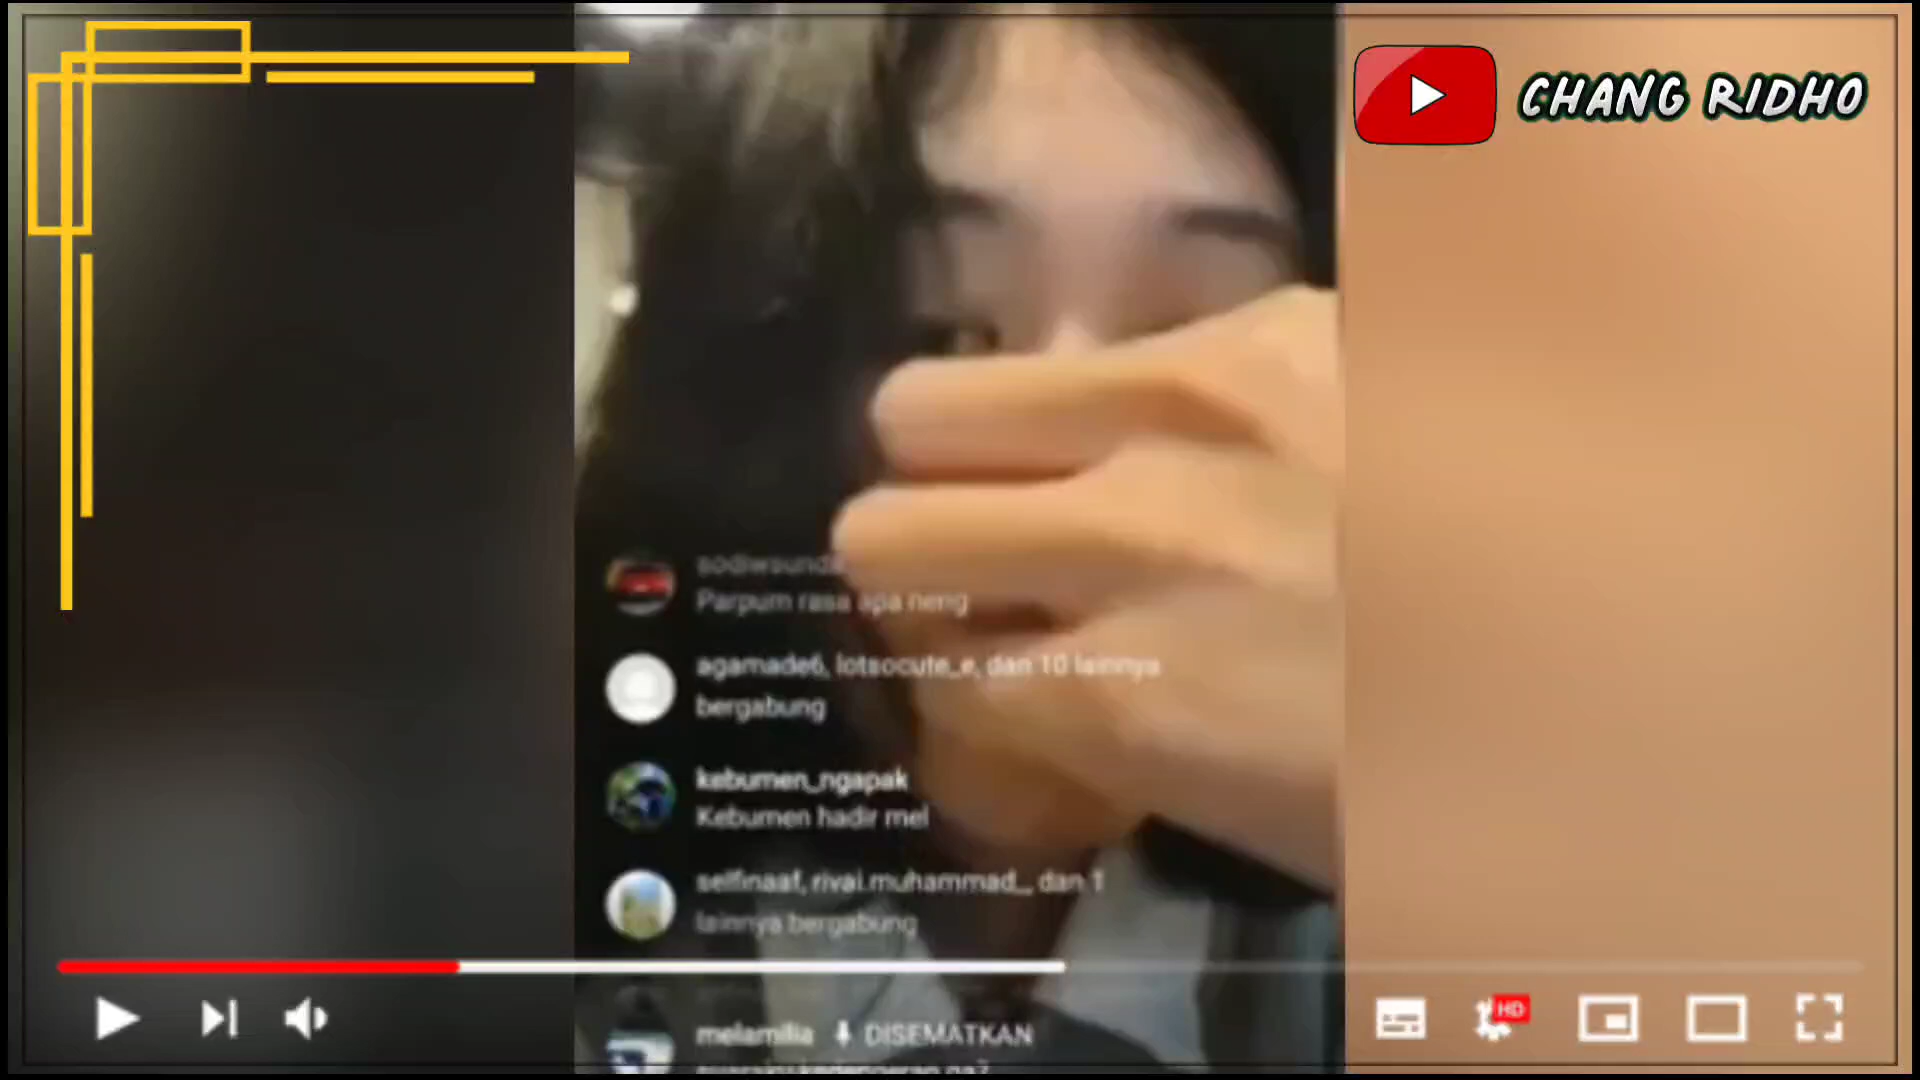 CHANG RIDHO
Parpum rasa apa neng
agamade6, lotsocute_e, dan 10 lainnya
bergabung
kebumen_ngapak
Kebumen hadir mel
selfinaaf, rivai.muhammad_, dan 1
lainnya bergabung
melamilia DISEMATKAN
HD